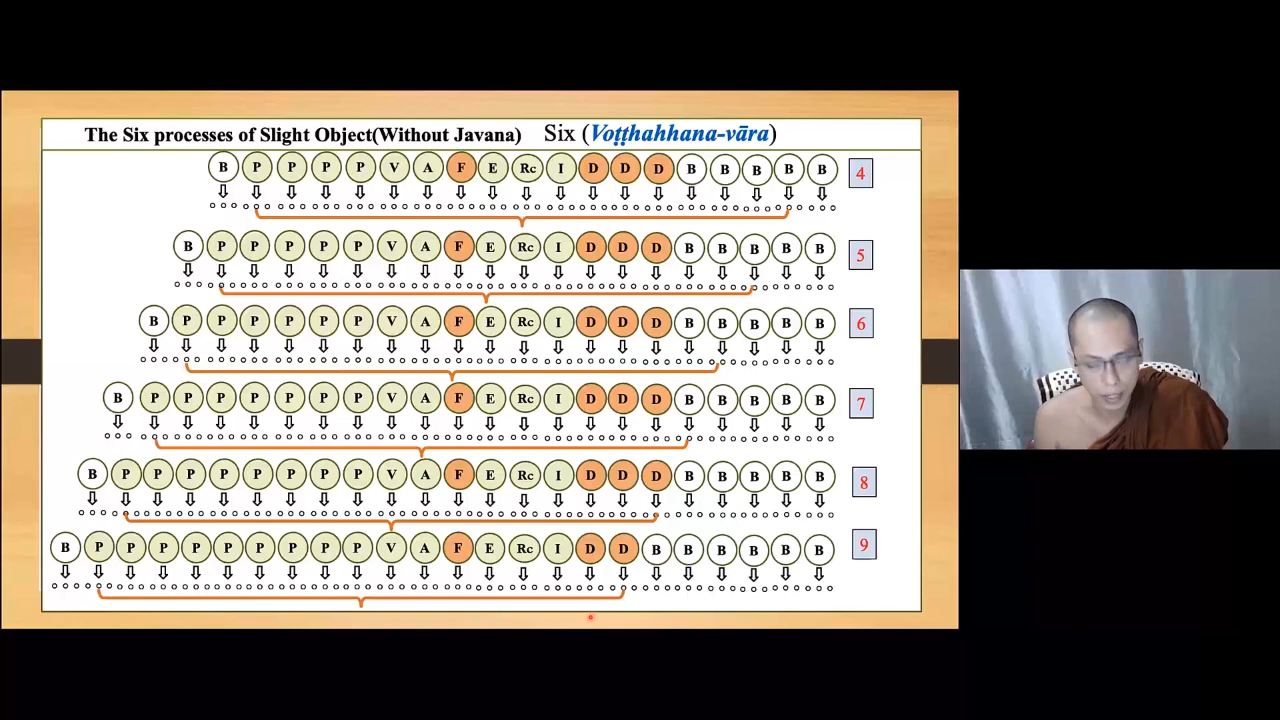 The Six processes of Slight Object(Without Javana) Six (Voṭṭhahhana-vāra)
B P P P P V A F E Rc I D D D B B B B B 4
B P P P P P V A F E Rc I D D D B B B B B 5
B P P P P P P V A F E Rc I D D D B B B B B 6
B P P P P P P P V A F E Rc I D D D B B B B B 7
B P P P P P P P P V A F E Rc I D D D B B B B B 8
B P P P P P P P P P V A F E Rc I D D B B B B B B 9